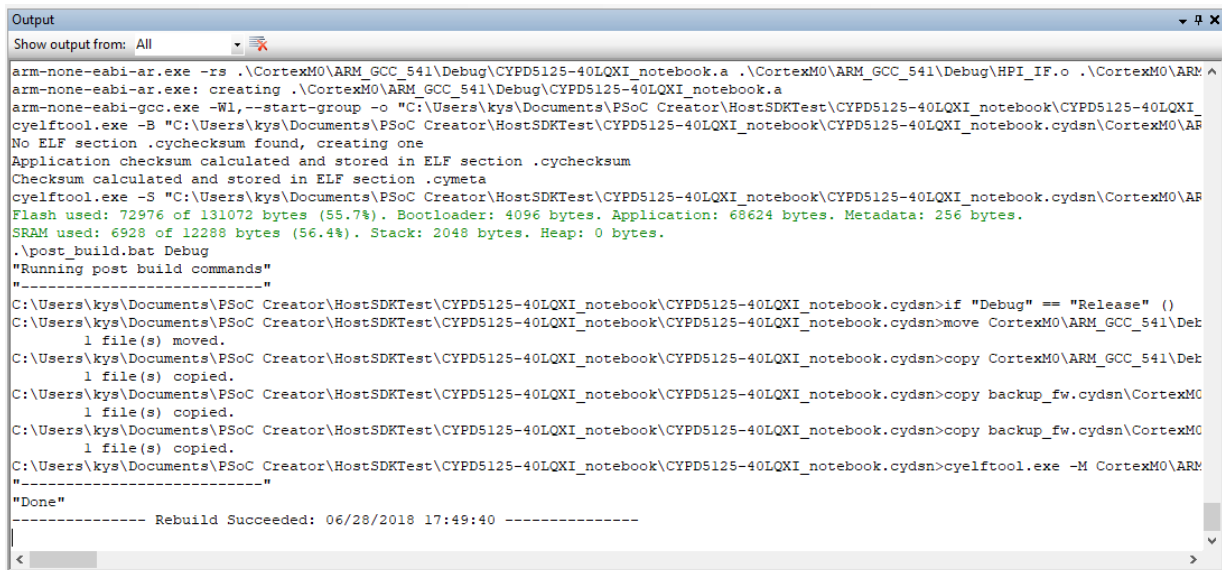 Output
Show output from: All
arm-none-eabi-ar.exe -rs .\CortexM0\ARM_GCC_541\Debug\CYPD5125-40LQXI_notebook.a .\CortexM0\ARM_GCC_541\Debug\HPI_IF.o .\CortexM0\ARM
arm-none-eabi-ar.exe: creating .\CortexM0\ARM_GCC_541\Debug\CYPD5125-40LQXI_notebook.a
arm-none-eabi-gcc.exe -Wl,--start-group -o "C:\Users\kys\Documents\PSoC Creator\HostSDKTest\CYPD5125-40LQXI_notebook\CYPD5125-40LQXI_
cyelftool.exe -B "C:\Users\kys\Documents\PSoC Creator\HostSDKTest\CYPD5125-40LQXI_notebook\CYPD5125-40LQXI_notebook.cydsn\CortexM0\AR
No ELF section .cychecksum found, creating one
Application checksum calculated and stored in ELF section .cychecksum
Checksum calculated and stored in ELF section .cymeta
cyelftool.exe -S "C:\Users\kys\Documents\PSoC Creator\HostSDKTest\CYPD5125-40LQXI_notebook\CYPD5125-40LQXI_notebook.cydsn\CortexM0\AR
Flash used: 72976 of 131072 bytes (55.7%). Bootloader: 4096 bytes. Application: 68624 bytes. Metadata: 256 bytes.
SRAM used: 6928 of 12288 bytes (56.4%). Stack: 2048 bytes. Heap: 0 bytes.
.\post_build.bat Debug
"Running post build commands"
"---------------------------"
C:\Users\kys\Documents\PSoC Creator\HostSDKTest\CYPD5125-40LQXI_notebook\CYPD5125-40LQXI_notebook.cydsn>if "Debug" == "Release" ()
C:\Users\kys\Documents\PSoC Creator\HostSDKTest\CYPD5125-40LQXI_notebook\CYPD5125-40LQXI_notebook.cydsn>move CortexM0\ARM_GCC_541\Deb
1 file(s) moved.
C:\Users\kys\Documents\PSoC Creator\HostSDKTest\CYPD5125-40LQXI_notebook\CYPD5125-40LQXI_notebook.cydsn>copy CortexM0\ARM_GCC_541\Deb
1 file(s) copied.
C:\Users\kys\Documents\PSoC Creator\HostSDKTest\CYPD5125-40LQXI_notebook\CYPD5125-40LQXI_notebook.cydsn>copy backup_fw.cydsn\CortexM0
1 file(s) copied.
C:\Users\kys\Documents\PSoC Creator\HostSDKTest\CYPD5125-40LQXI_notebook\CYPD5125-40LQXI_notebook.cydsn>copy backup_fw.cydsn\CortexM0
1 file(s) copied.
C:\Users\kys\Documents\PSoC Creator\HostSDKTest\CYPD5125-40LQXI_notebook\CYPD5125-40LQXI_notebook.cydsn>cyelftool.exe -M CortexM0\ARM
"---------------------------"
"Done"
--------------- Rebuild Succeeded: 06/28/2018 17:49:40 ---------------